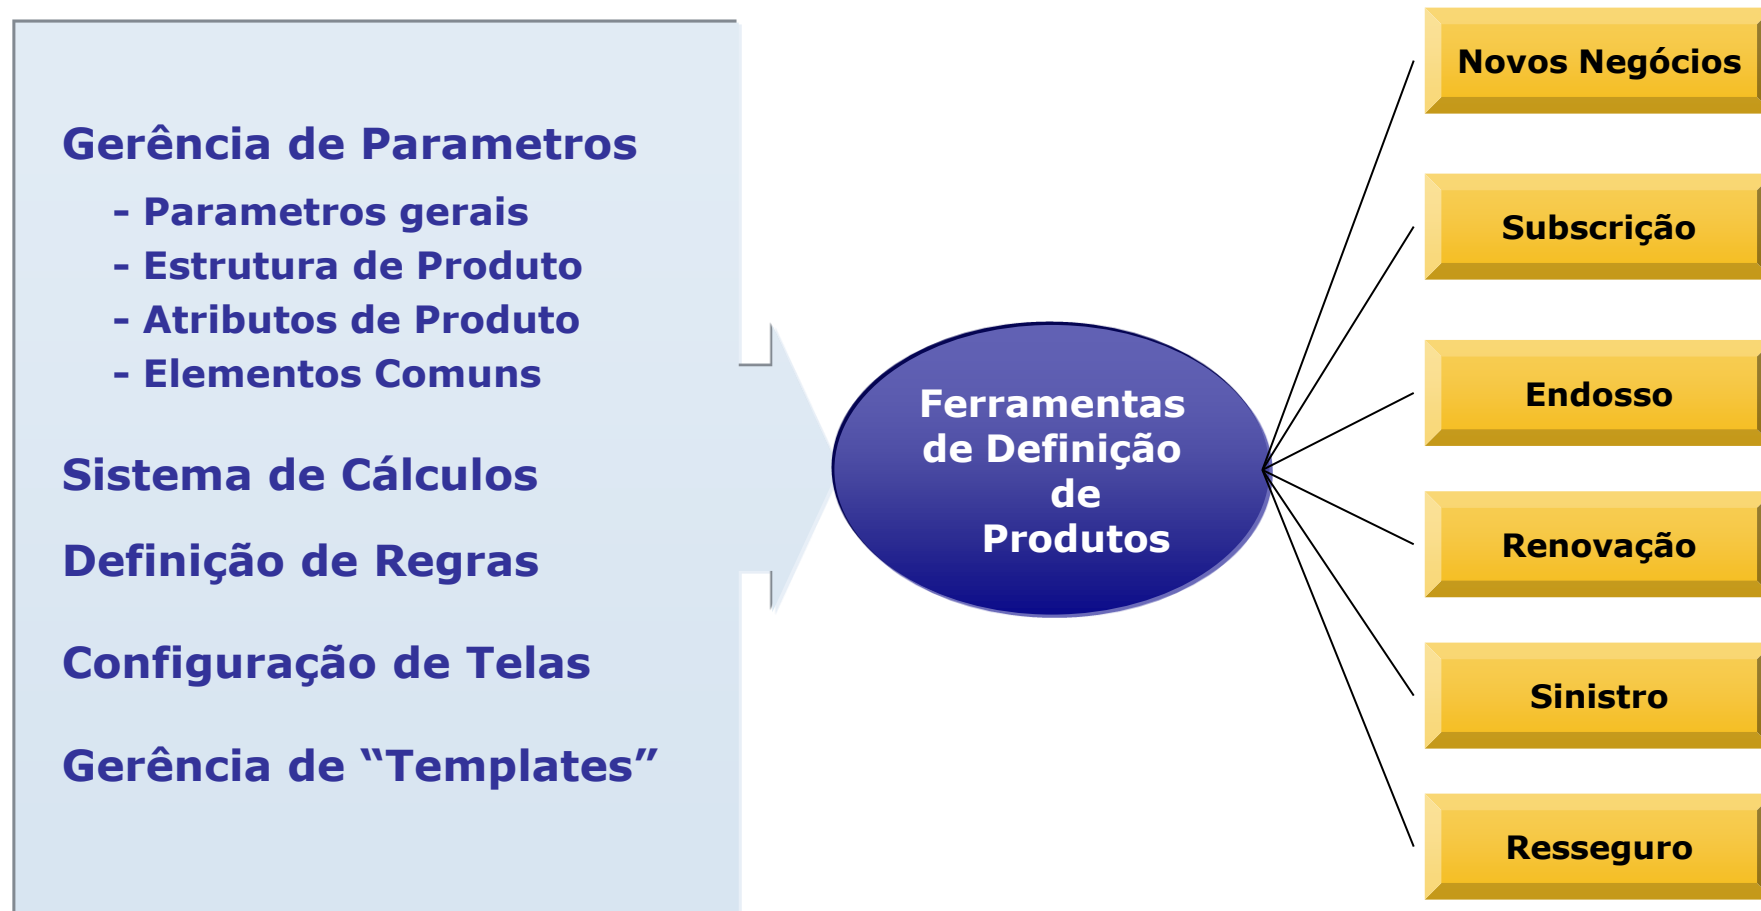 Gerência de Parametros
- Parametros gerais
- Estrutura de Produto
- Atributos de Produto
- Elementos Comuns
Sistema de Cálculos
Definição de Regras
Configuração de Telas
Gerência de “Templates”
Ferramentas
de Definição
de
Produtos
Novos Negócios
Subscrição
Endosso
Renovação
Sinistro
Resseguro